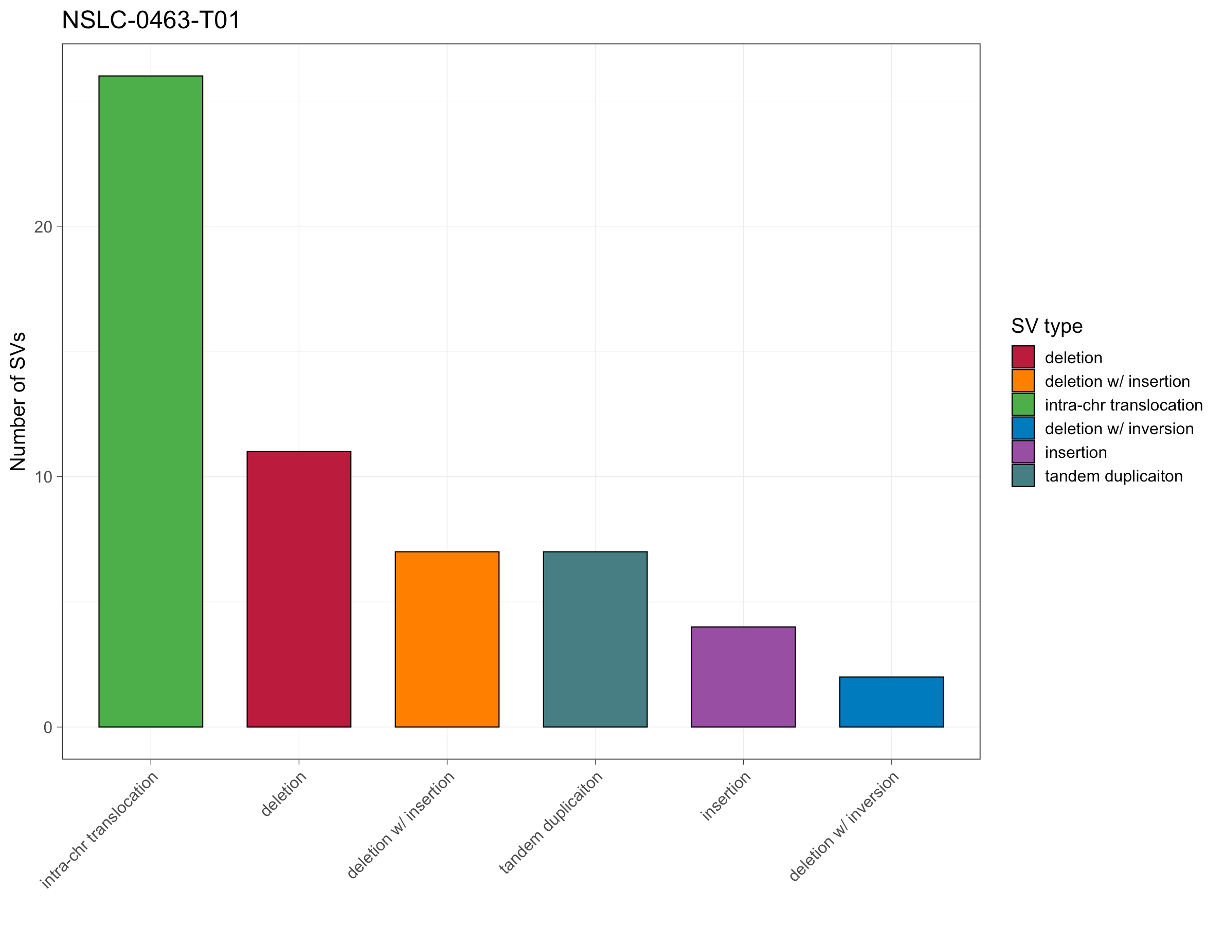 NSLC-0463-T01
Number of SVs
20
10
0
intra-chr translocation
deletion
deletion w/ insertion
tandem duplicaiton
insertion
deletion w/ inversion
SV type
deletion
deletion w/ insertion
intra-chr translocation
deletion w/ inversion
insertion
tandem duplicaiton